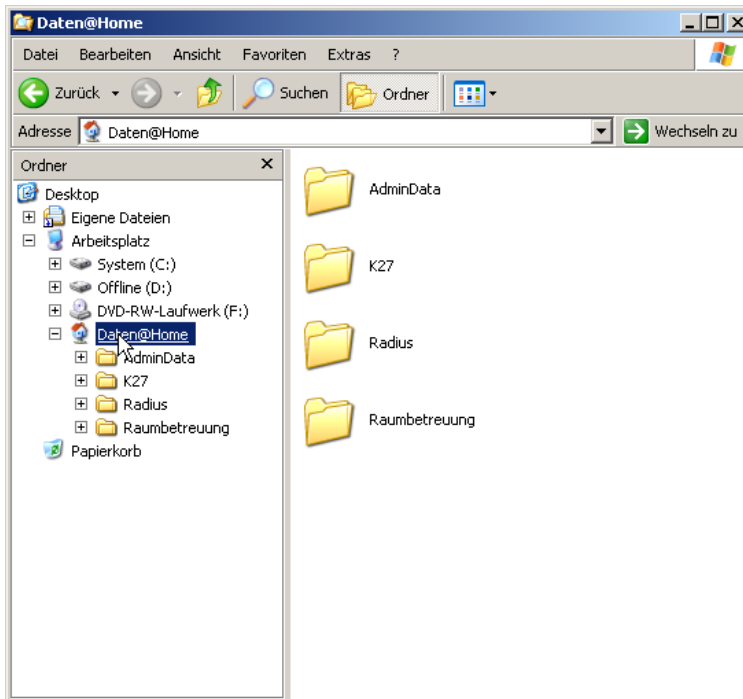 Daten@Home
Datei Bearbeiten Ansicht Favoriten Extras ?
Zurück Suchen Ordner
Adresse Daten@Home Wechseln zu
Ordner
Desktop
Eigene Dateien
Arbeitsplatz
System (C:)
Offline (D:)
DVD-RW-Laufwerk (F:)
Daten@Home
AdminData
K27
Radius
Raumbetreuung
Papierkorb
AdminData
K27
Radius
Raumbetreuung